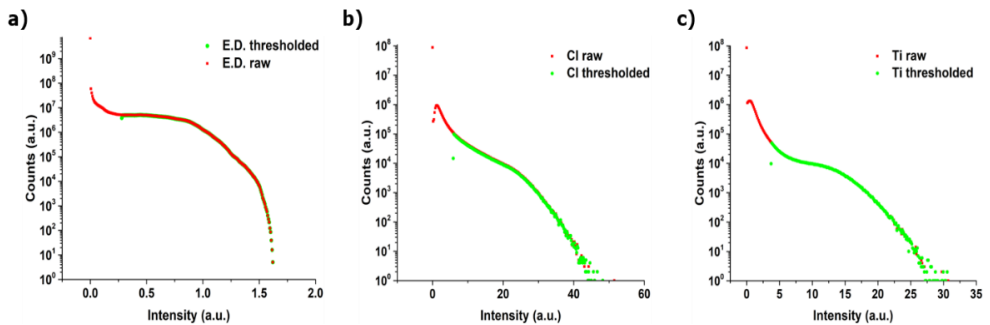 a)
E.D. thresholded
E.D. raw
Counts (a.u.)
10⁹
10⁸
10⁷
10⁶
10⁵
10⁴
10³
10²
10¹
10⁰
0.0 0.5 1.0 1.5 2.0
Intensity (a.u.)
b)
Cl raw
Cl thresholded
Counts (a.u.)
10⁸
10⁷
10⁶
10⁵
10⁴
10³
10²
10¹
10⁰
0 20 40 60
Intensity (a.u.)
c)
Ti raw
Ti thresholded
Counts (a.u.)
10⁸
10⁷
10⁶
10⁵
10⁴
10³
10²
10¹
10⁰
0 5 10 15 20 25 30 35
Intensity (a.u.)